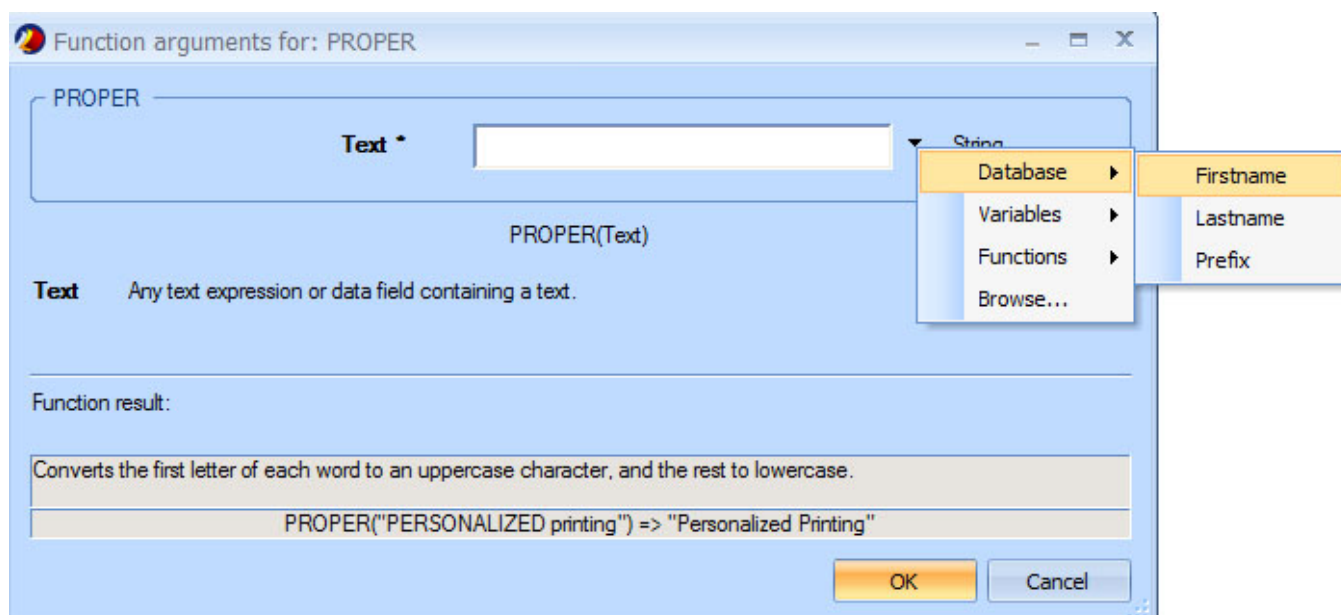 Function arguments for: PROPER
PROPER
Text * String
Database Firstname
Variables Lastname
Functions Prefix
Browse...
PROPER(Text)
Text Any text expression or data field containing a text.
Function result:
Converts the first letter of each word to an uppercase character, and the rest to lowercase.
PROPER("PERSONALIZED printing") => "Personalized Printing"
OK Cancel